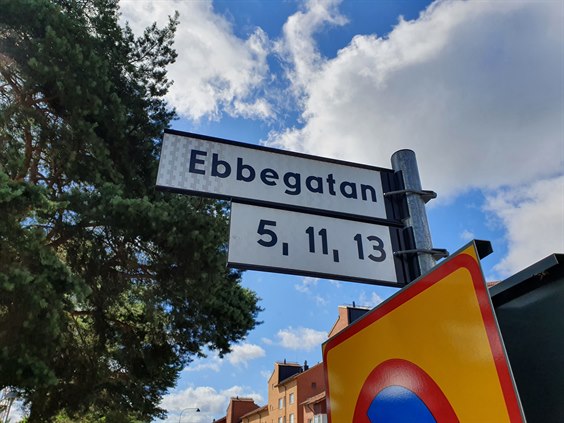 Ebbegatan
5, 11, 13